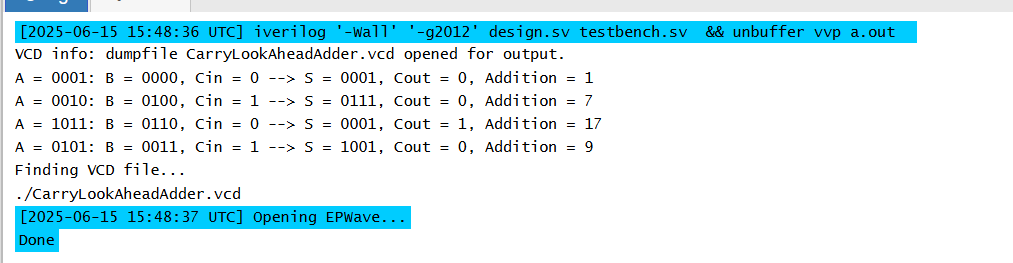 [2025-06-15 15:48:36 UTC] iverilog '-Wall' '-g2012' design.sv testbench.sv && unbuffer vvp a.out
VCD info: dumpfile CarryLookAheadAdder.vcd opened for output.
A = 0001: B = 0000, Cin = 0 --> S = 0001, Cout = 0, Addition = 1
A = 0010: B = 0100, Cin = 1 --> S = 0111, Cout = 0, Addition = 7
A = 1011: B = 0110, Cin = 0 --> S = 0001, Cout = 1, Addition = 17
A = 0101: B = 0011, Cin = 1 --> S = 1001, Cout = 0, Addition = 9
Finding VCD file...
./CarryLookAheadAdder.vcd
[2025-06-15 15:48:37 UTC] Opening EPWave...
Done